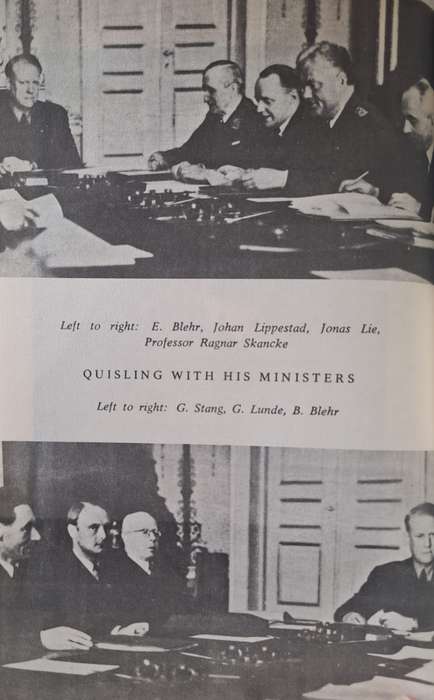 Left to right: E. Blehr, Johan Lippestad, Jonas Lie,
Professor Ragnar Skancke
QUISLING WITH HIS MINISTERS
Left to right: G. Stang, G. Lunde, B. Blehr